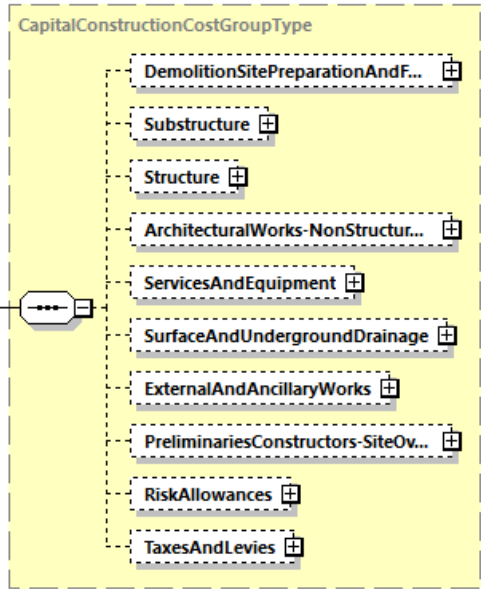 CapitalConstructionCostGroupType
DemolitionSitePreparationAndF...
Substructure
Structure
ArchitecturalWorks-NonStructur...
ServicesAndEquipment
SurfaceAndUndergroundDrainage
ExternalAndAncillaryWorks
PreliminariesConstructors-SiteOv...
RiskAllowances
TaxesAndLevies